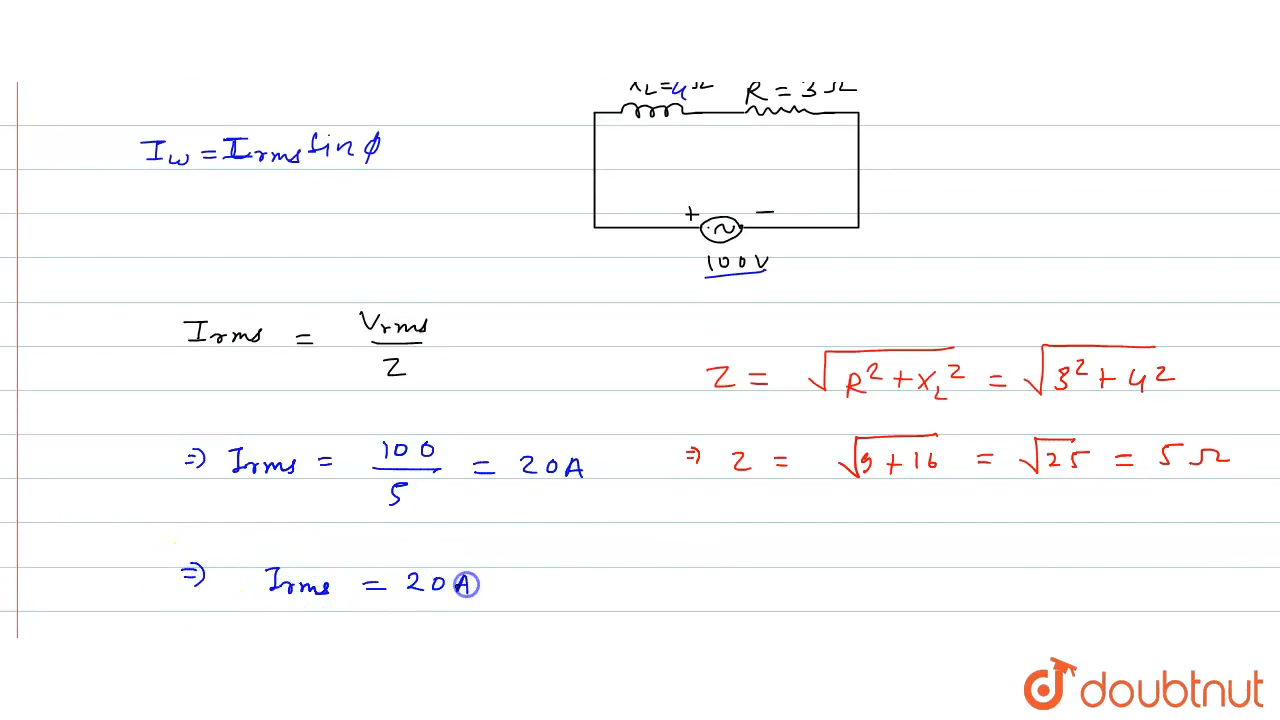 X_L=4Ω R = 3Ω
I_w = I_rms sin φ
+ −
~
100V
I_rms = V_rms / Z
Z = √(R² + X_L²) = √(3² + 4²)
⇒ I_rms = 100 / 5 = 20A
⇒ Z = √(9 + 16) = √25 = 5Ω
⇒ I_rms = 20A
doubtnut